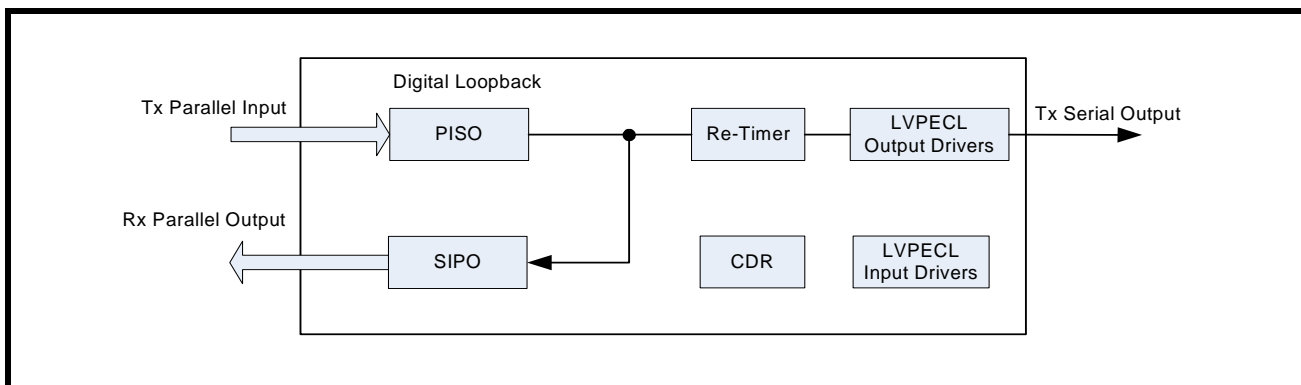 Digital Loopback
Tx Parallel Input
PISO
Re-Timer
LVPECL
Output Drivers
Tx Serial Output
Rx Parallel Output
SIPO
CDR
LVPECL
Input Drivers